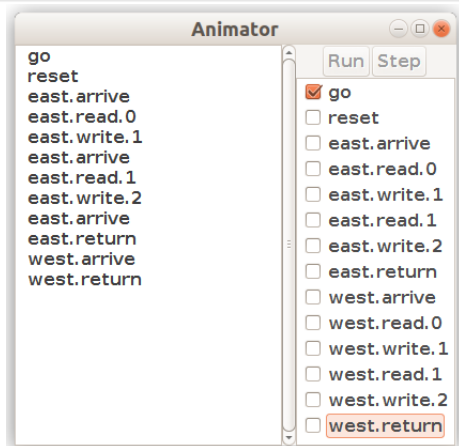 Animator
go
reset
east.arrive
east.read.0
east.write.1
east.arrive
east.read.1
east.write.2
east.arrive
east.return
west.arrive
west.return
Run Step
go
reset
east.arrive
east.read.0
east.write.1
east.read.1
east.write.2
east.return
west.arrive
west.read.0
west.write.1
west.read.1
west.write.2
west.return